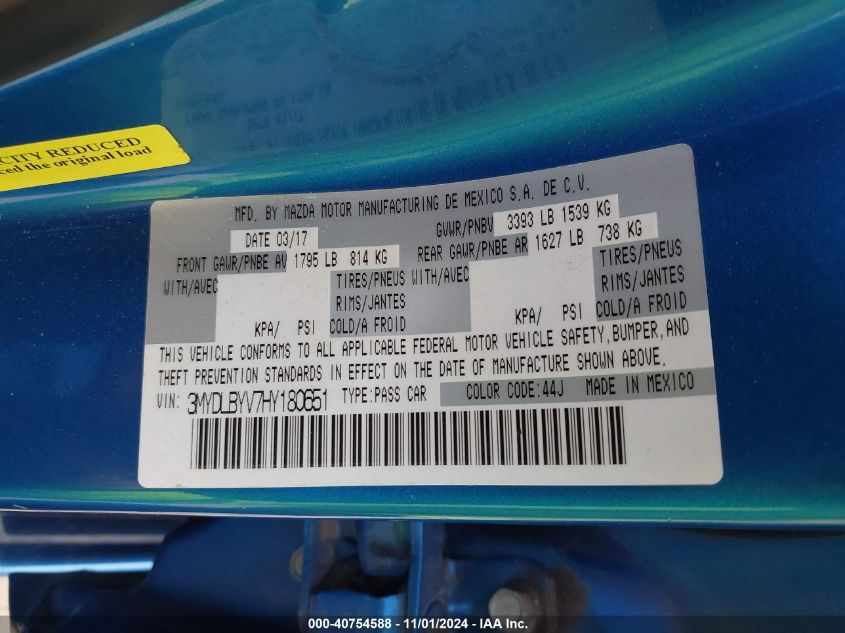 CITY REDUCED
ced the original load
MFD. BY MAZDA MOTOR MANUFACTURING DE MEXICO S.A. DE C.V.
DATE 03/17 GVWR/PNBV 3393 LB 1539 KG
FRONT GAWR/PNBE AV 1795 LB 814 KG REAR GAWR/PNBE AR 1627 LB 738 KG
WITH/AVEC TIRES/PNEUS WITH/AVEC TIRES/PNEUS
RIMS/JANTES RIMS/JANTES
KPA/ PSI COLD/A FROID KPA/ PSI COLD/A FROID
THIS VEHICLE CONFORMS TO ALL APPLICABLE FEDERAL MOTOR VEHICLE SAFETY, BUMPER, AND
THEFT PREVENTION STANDARDS IN EFFECT ON THE DATE OF MANUFACTURE SHOWN ABOVE.
VIN: 3MYDLBYV7HY180651 TYPE:PASS CAR COLOR CODE:44J MADE IN MEXICO
000-40754588 - 11/01/2024 - IAA Inc.